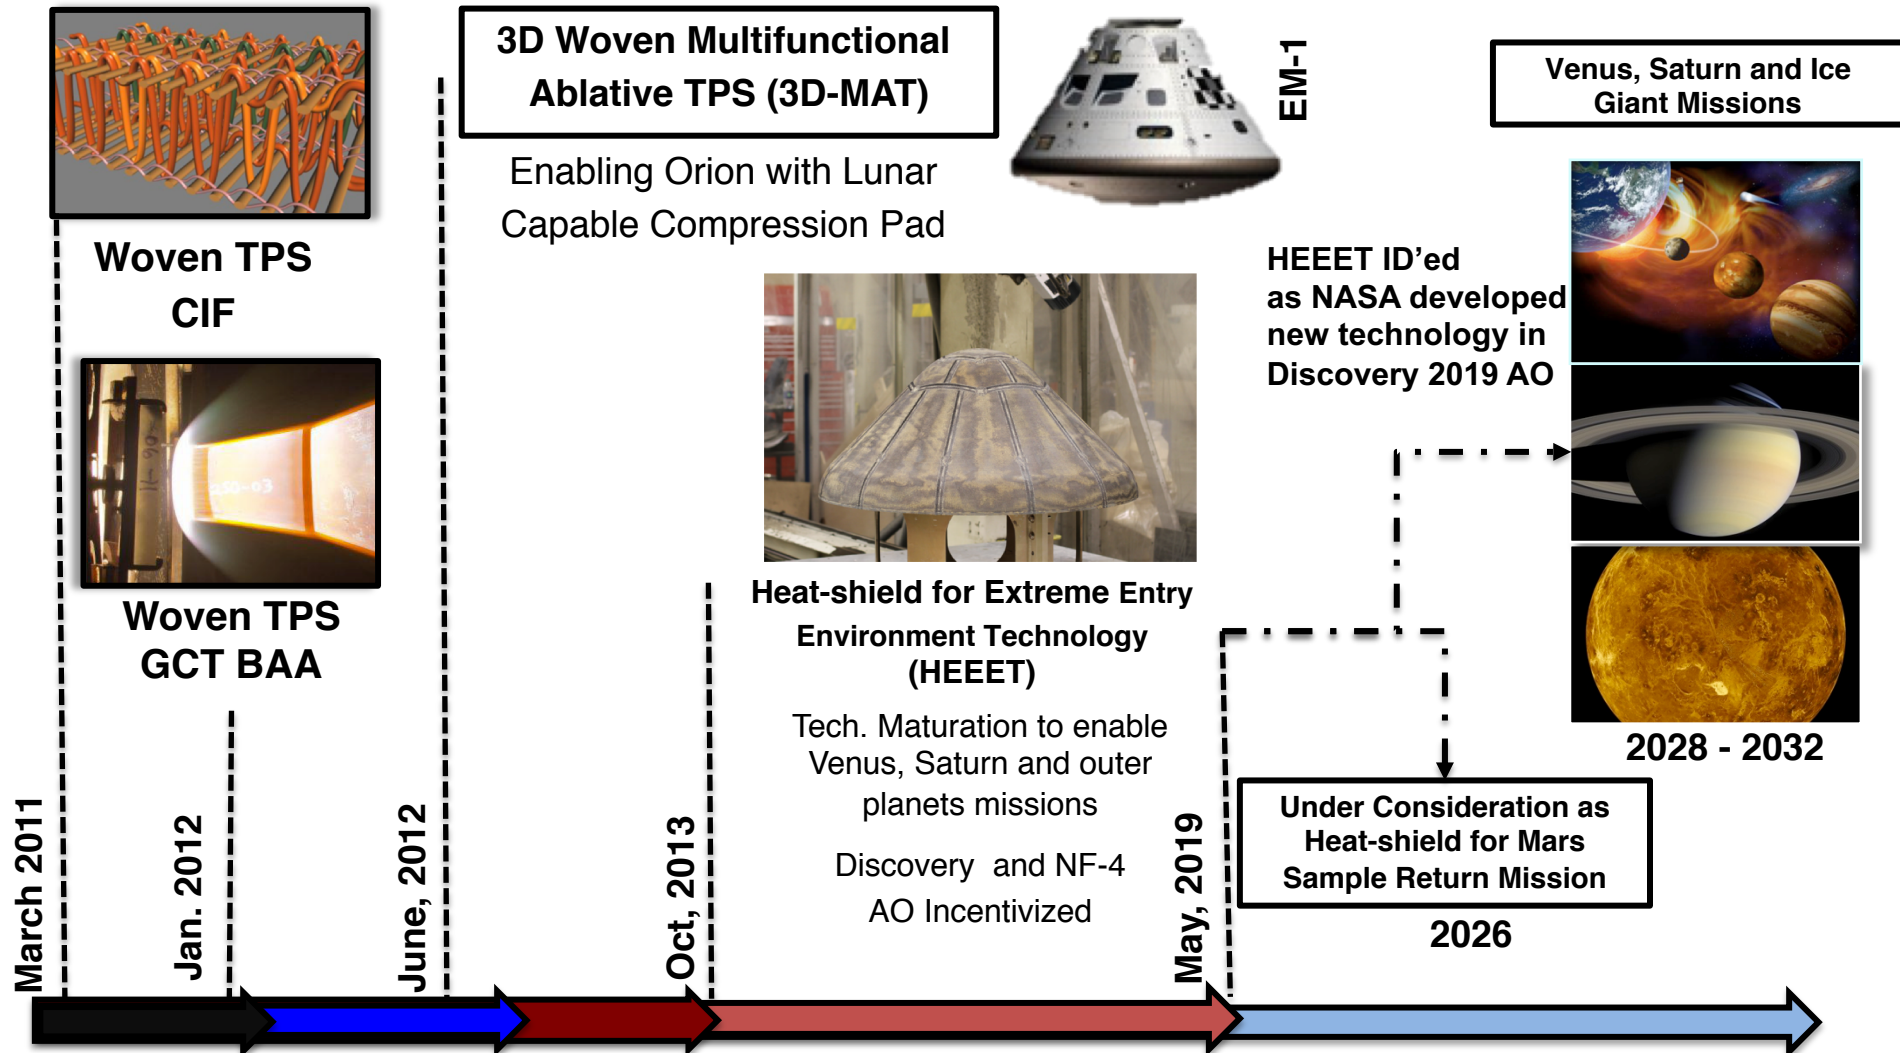 Woven TPS
CIF
Woven TPS
GCT BAA
3D Woven Multifunctional
Ablative TPS (3D-MAT)
Enabling Orion with Lunar
Capable Compression Pad
EM-1
Heat-shield for Extreme Entry
Environment Technology
(HEEET)
Tech. Maturation to enable
Venus, Saturn and outer
planets missions
Discovery and NF-4
AO Incentivized
HEEET ID’ed
as NASA developed
new technology in
Discovery 2019 AO
Venus, Saturn and Ice
Giant Missions
2028 - 2032
Under Consideration as
Heat-shield for Mars
Sample Return Mission
2026
March 2011
Jan. 2012
June, 2012
Oct, 2013
May, 2019